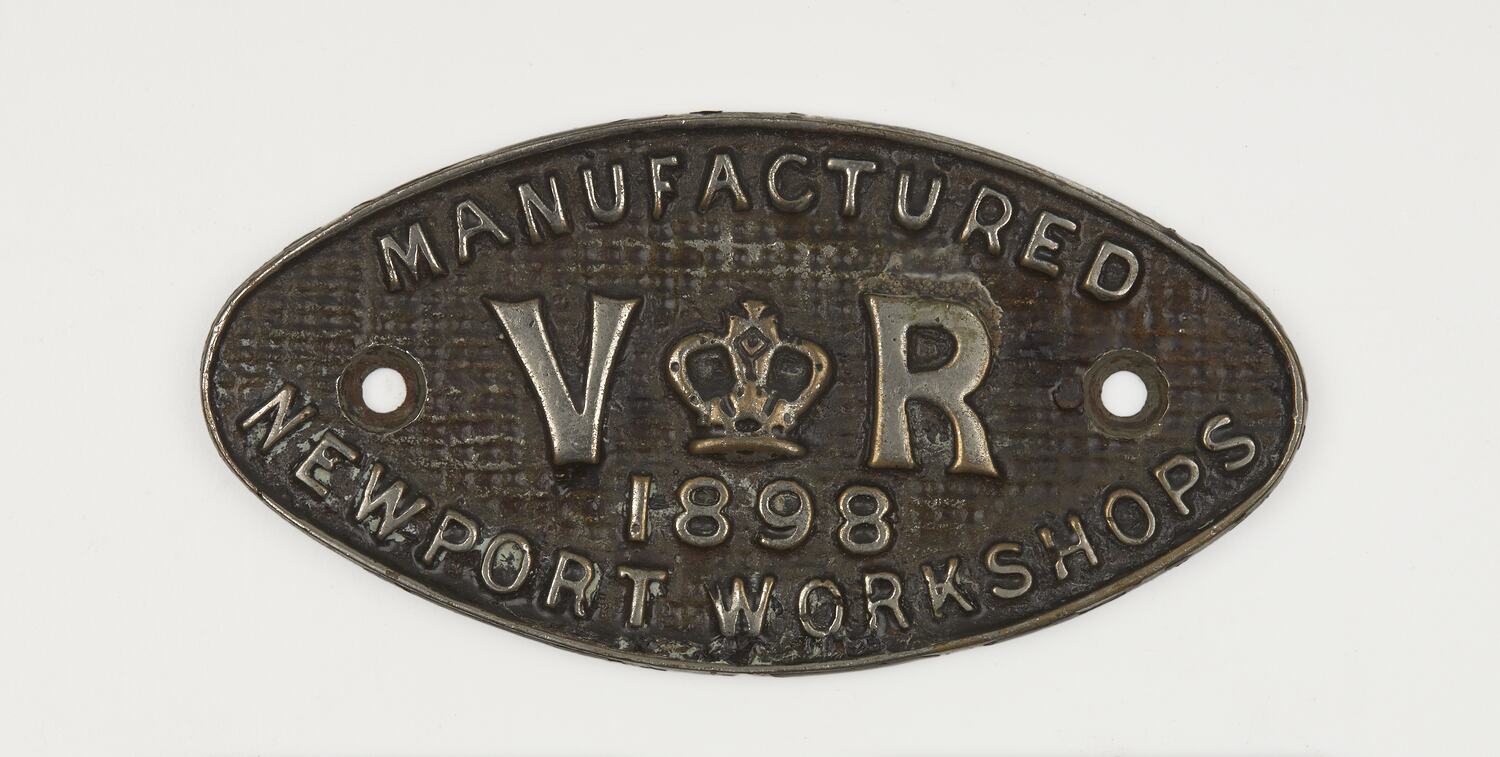 MANUFACTURED
V R
1898
NEWPORT WORKSHOPS